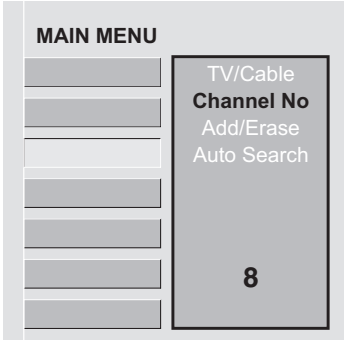 MAIN MENU
TV/Cable
Channel No
Add/Erase
Auto Search
8